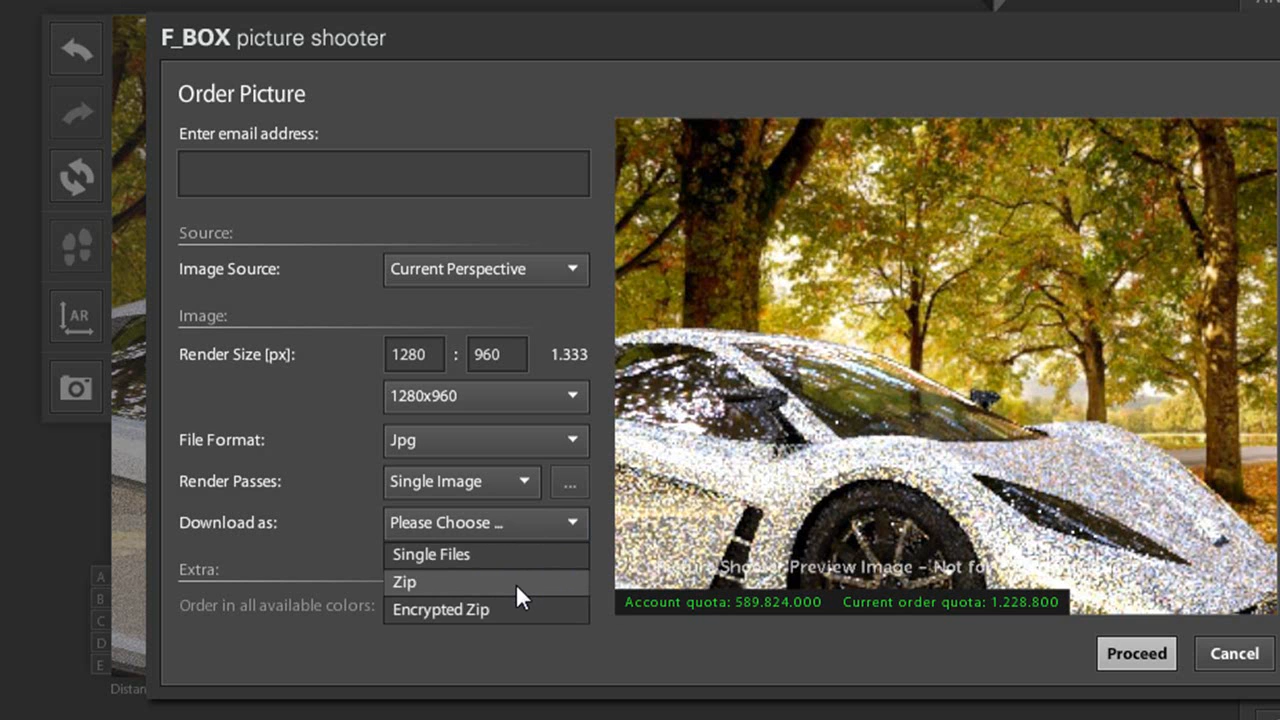 F_BOX picture shooter
Order Picture
Enter email address:
Source:
Image Source: Current Perspective
Image:
Render Size [px]: 1280 : 960 1.333
1280x960
File Format: Jpg
Render Passes: Single Image ...
Download as: Please Choose ...
Single Files
Extra:
Zip
Order in all available colors: Encrypted Zip
Picture Shooter Preview Image - Not for
Account quota: 589.824.000 Current order quota: 1.228.800
Proceed Cancel
AR
A
B
C
D
E
Distan